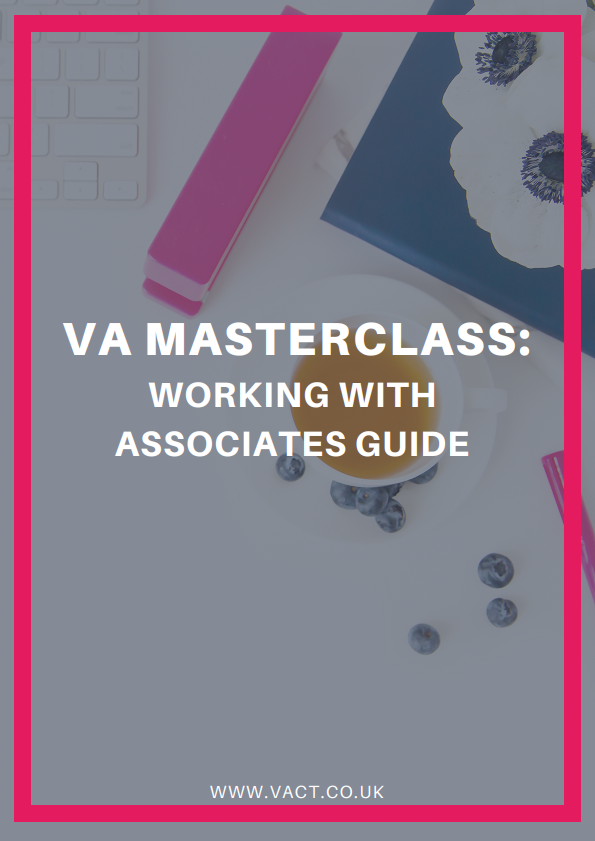 VA MASTERCLASS:
WORKING WITH
ASSOCIATES GUIDE
WWW.VACT.CO.UK